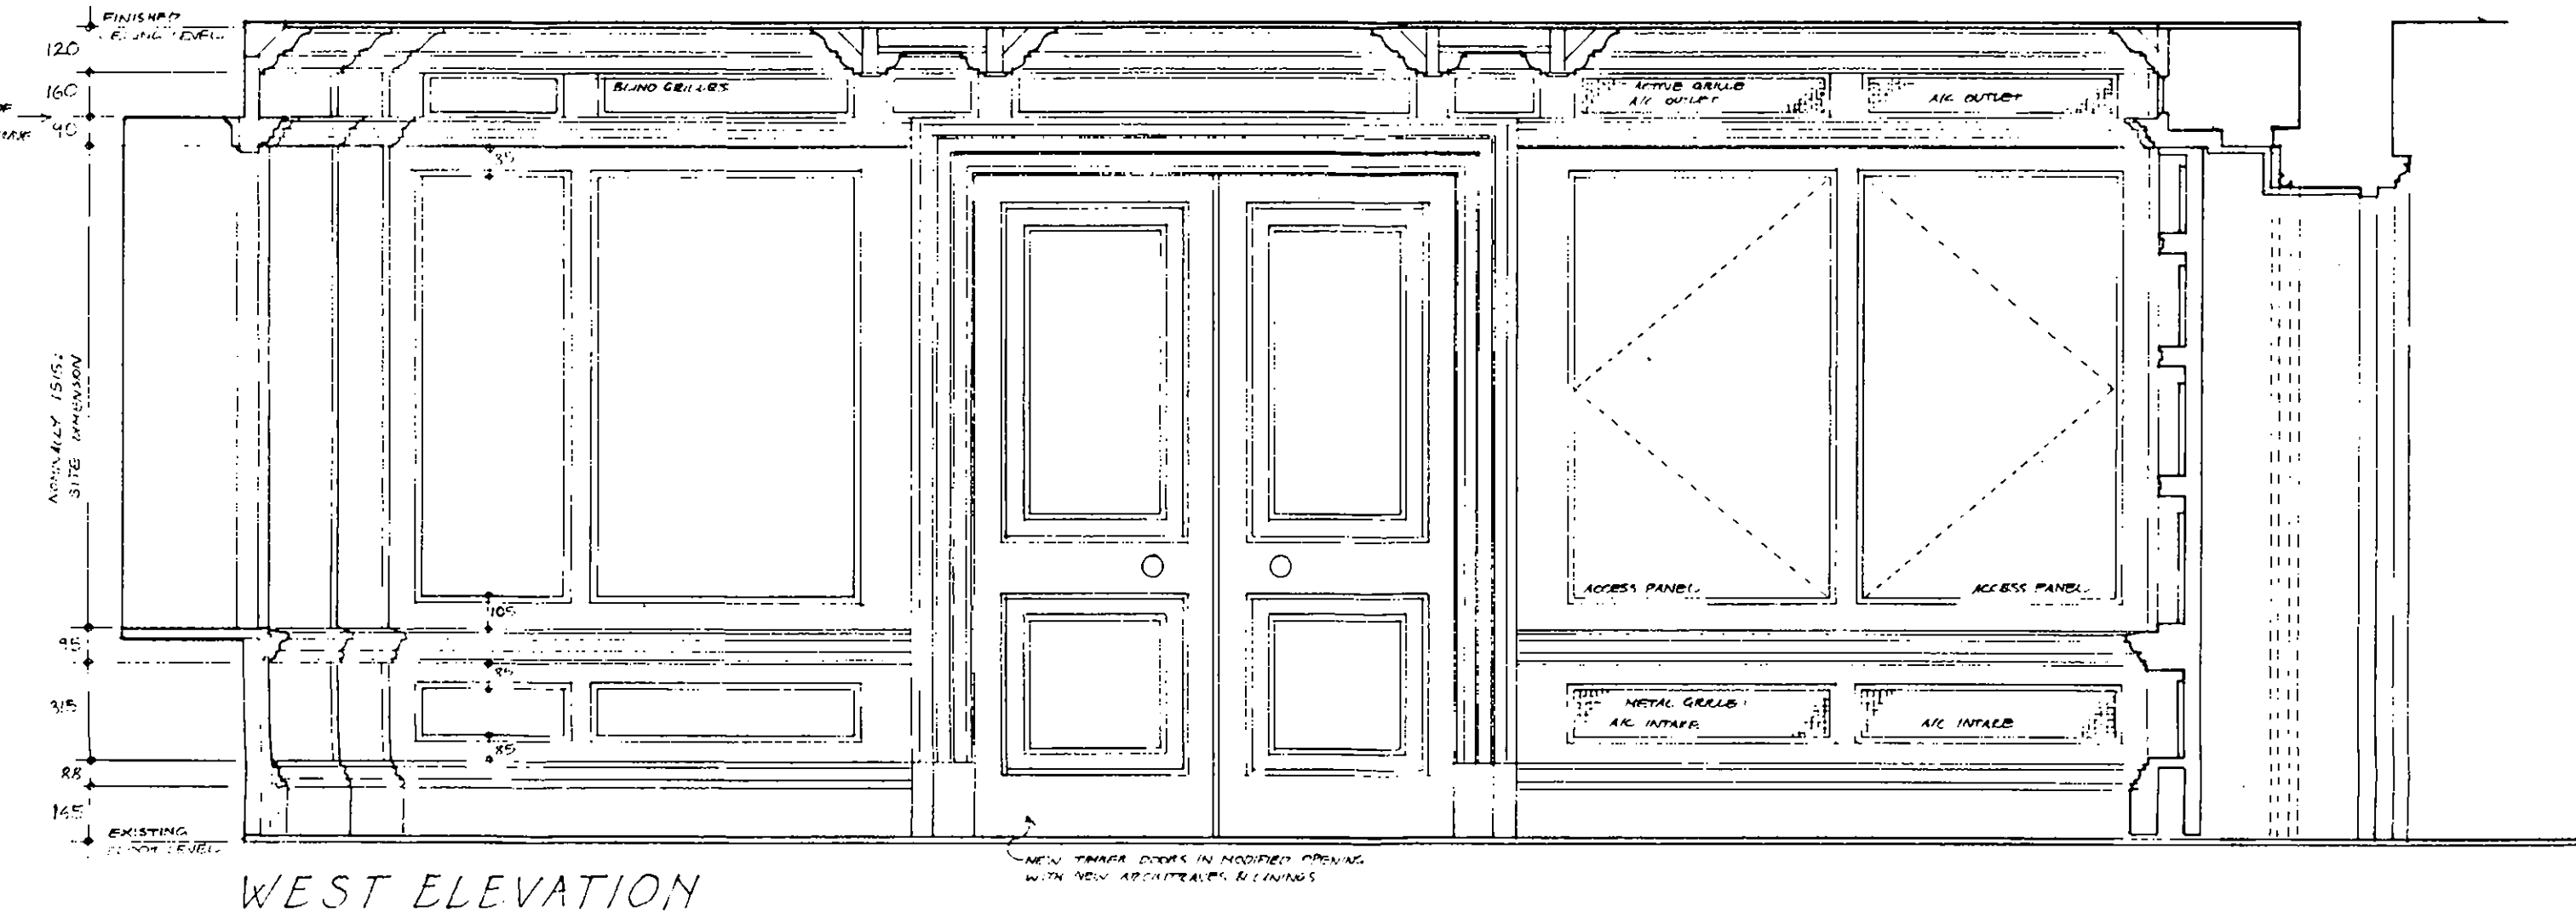 FINISHED
CEILING LEVEL
120
160
OF
90
BLIND GRILLES
ACTIVE GRILLE
A/C OUTLET
A/C OUTLET
35
NOMINALLY 1515:
SITE DIMENSION
ACCESS PANEL
ACCESS PANEL
105
95
85
315
METAL GRILLE:
A/C INTAKE
A/C INTAKE
85
88
145
EXISTING
FLOOR LEVEL
NEW TIMBER DOORS IN MODIFIED OPENING
WITH NEW ARCHITRAVES & LININGS
WEST ELEVATION